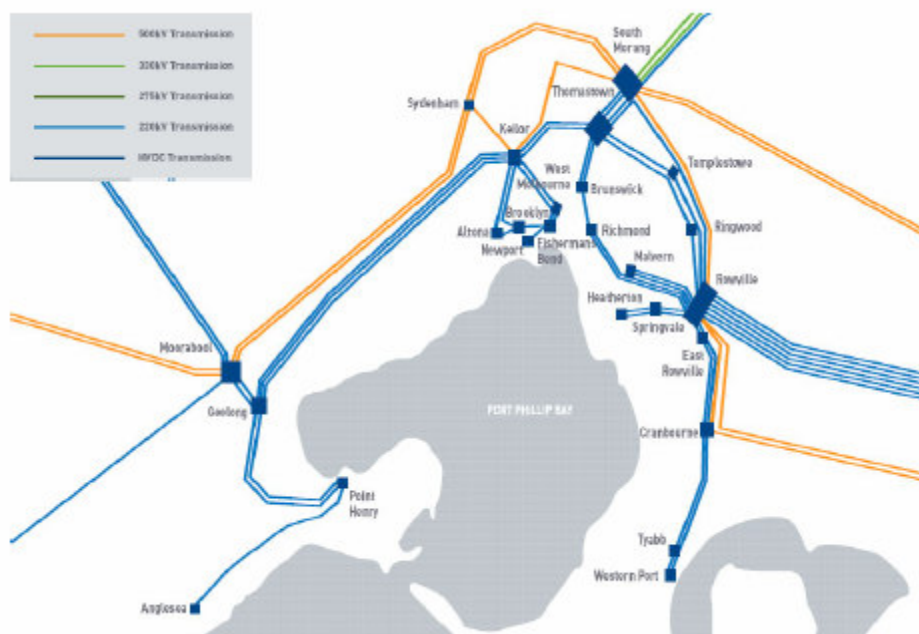 500kV Transmission
330kV Transmission
275kV Transmission
220kV Transmission
HVDC Transmission
South
Morang
Thomastown
Sydenham
Keilor
West
Melbourne
Templestowe
Brunswick
Brooklyn
Altona
Newport
Fishermans
Bend
Richmond
Ringwood
Malvern
Rowville
Heatherton
Springvale
East
Rowville
Moorabool
Geelong
PORT PHILLIP BAY
Cranbourne
Point
Henry
Tyabb
Western Port
Anglesea